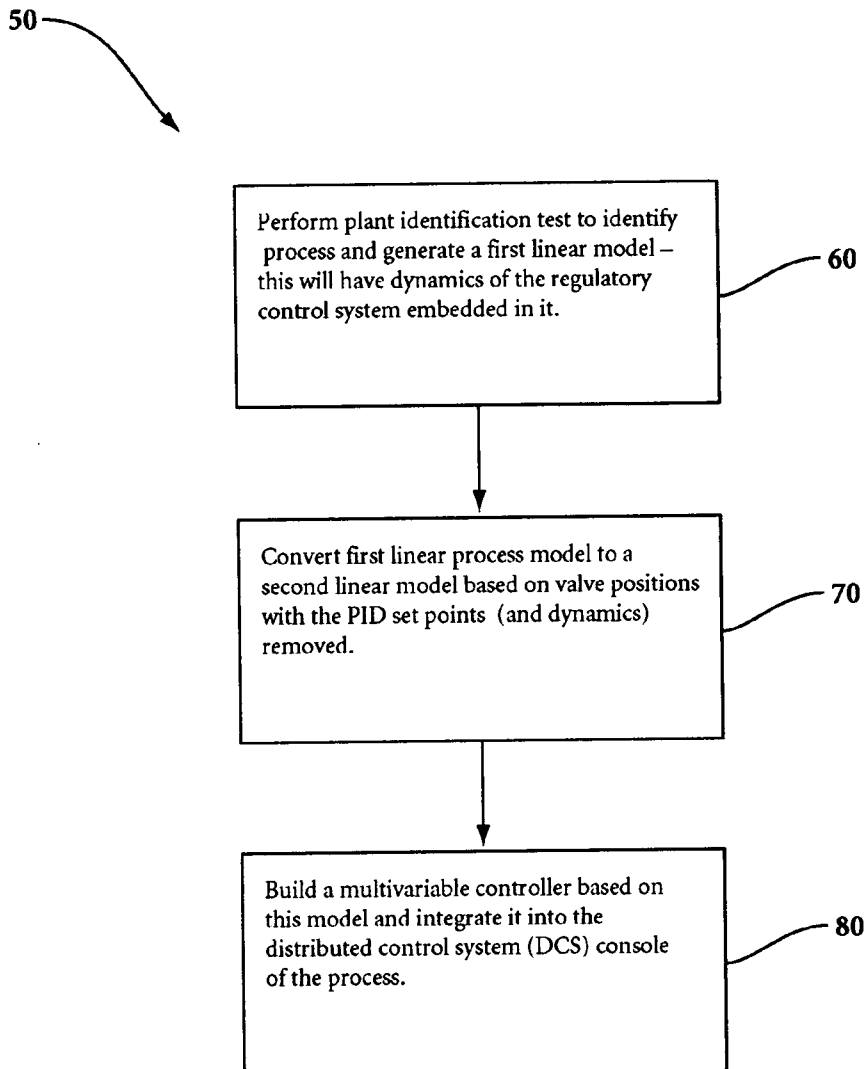 50
Perform plant identification test to identify
process and generate a first linear model –
this will have dynamics of the regulatory
control system embedded in it.
60
Convert first linear process model to a
second linear model based on valve positions
with the PID set points (and dynamics)
removed.
70
Build a multivariable controller based on
this model and integrate it into the
distributed control system (DCS) console
of the process.
80